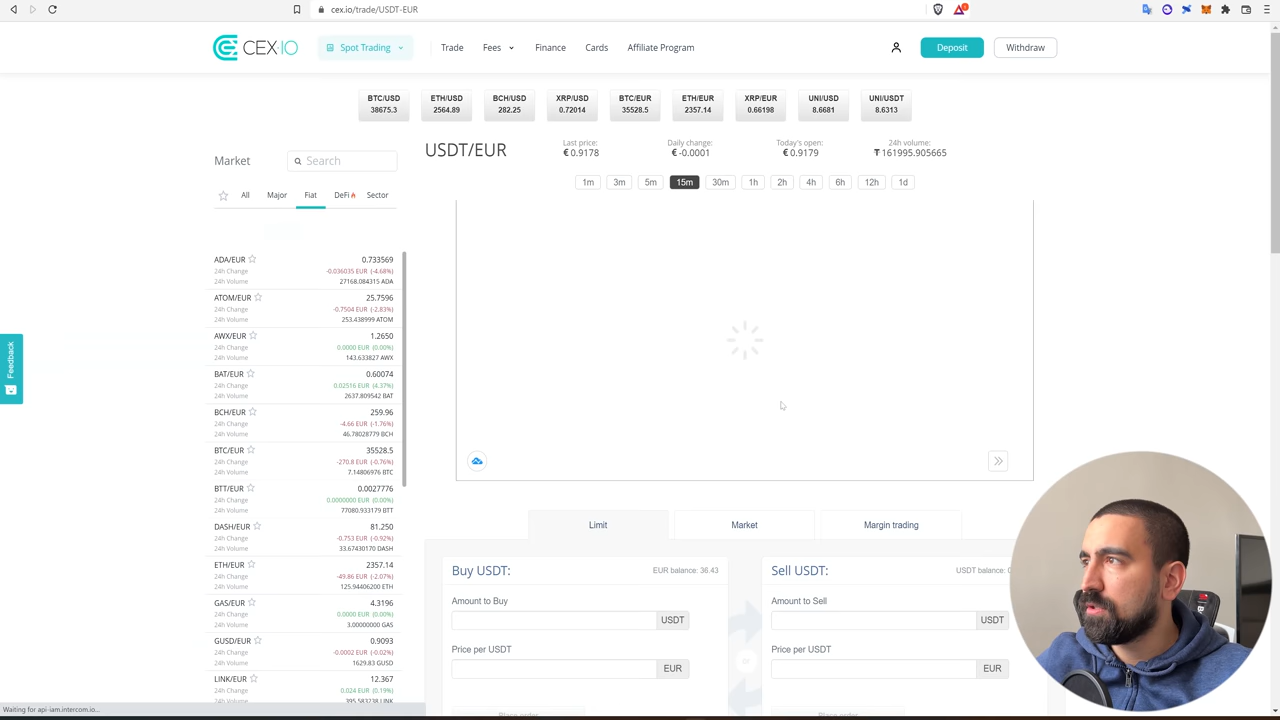 cex.io/trade/USDT-EUR
CEX.IO
Spot Trading
Trade
Fees
Finance
Cards
Affiliate Program
Deposit
Withdraw
BTC/USD
38675.3
ETH/USD
2564.89
BCH/USD
282.25
XRP/USD
0.72014
BTC/EUR
35528.5
ETH/EUR
2357.14
XRP/EUR
0.66198
UNI/USD
8.6681
UNI/USDT
8.6313
Market
Search
All
Major
Fiat
DeFi
Sector
USDT/EUR
Last price:
€ 0.9178
Daily change:
€ -0.0001
Today's open:
€ 0.9179
24h volume:
₮ 161995.905665
1m
3m
5m
15m
30m
1h
2h
4h
6h
12h
1d
ADA/EUR 0.733569
24h Change -0.036035 EUR (-4.68%)
24h Volume 27168.084315 ADA
ATOM/EUR 25.7596
24h Change -0.7504 EUR (-2.83%)
24h Volume 253.438999 ATOM
AWX/EUR 1.2650
24h Change 0.0000 EUR (0.00%)
24h Volume 143.633827 AWX
BAT/EUR 0.60074
24h Change 0.02516 EUR (4.37%)
24h Volume 2637.809542 BAT
BCH/EUR 259.96
24h Change -4.66 EUR (-1.76%)
24h Volume 46.78028779 BCH
BTC/EUR 35528.5
24h Change -270.8 EUR (-0.76%)
24h Volume 7.14806976 BTC
BTT/EUR 0.0027776
24h Change 0.0000000 EUR (0.00%)
24h Volume 77080.933179 BTT
DASH/EUR 81.250
24h Change -0.753 EUR (-0.92%)
24h Volume 33.67430170 DASH
ETH/EUR 2357.14
24h Change -49.86 EUR (-2.07%)
24h Volume 125.94406200 ETH
GAS/EUR 4.3196
24h Change 0.0000 EUR (0.00%)
24h Volume 3.00000000 GAS
GUSD/EUR 0.9093
24h Change -0.0002 EUR (-0.02%)
24h Volume 1629.83 GUSD
LINK/EUR 12.367
24h Change 0.024 EUR (0.19%)
24h Volume 395.583238 LINK
Feedback
Limit
Market
Margin trading
Buy USDT:
EUR balance: 36.43
Amount to Buy
USDT
Price per USDT
EUR
Place order
or
Sell USDT:
USDT balance:
Amount to Sell
USDT
Price per USDT
EUR
Place order
Waiting for api-iam.intercom.io...